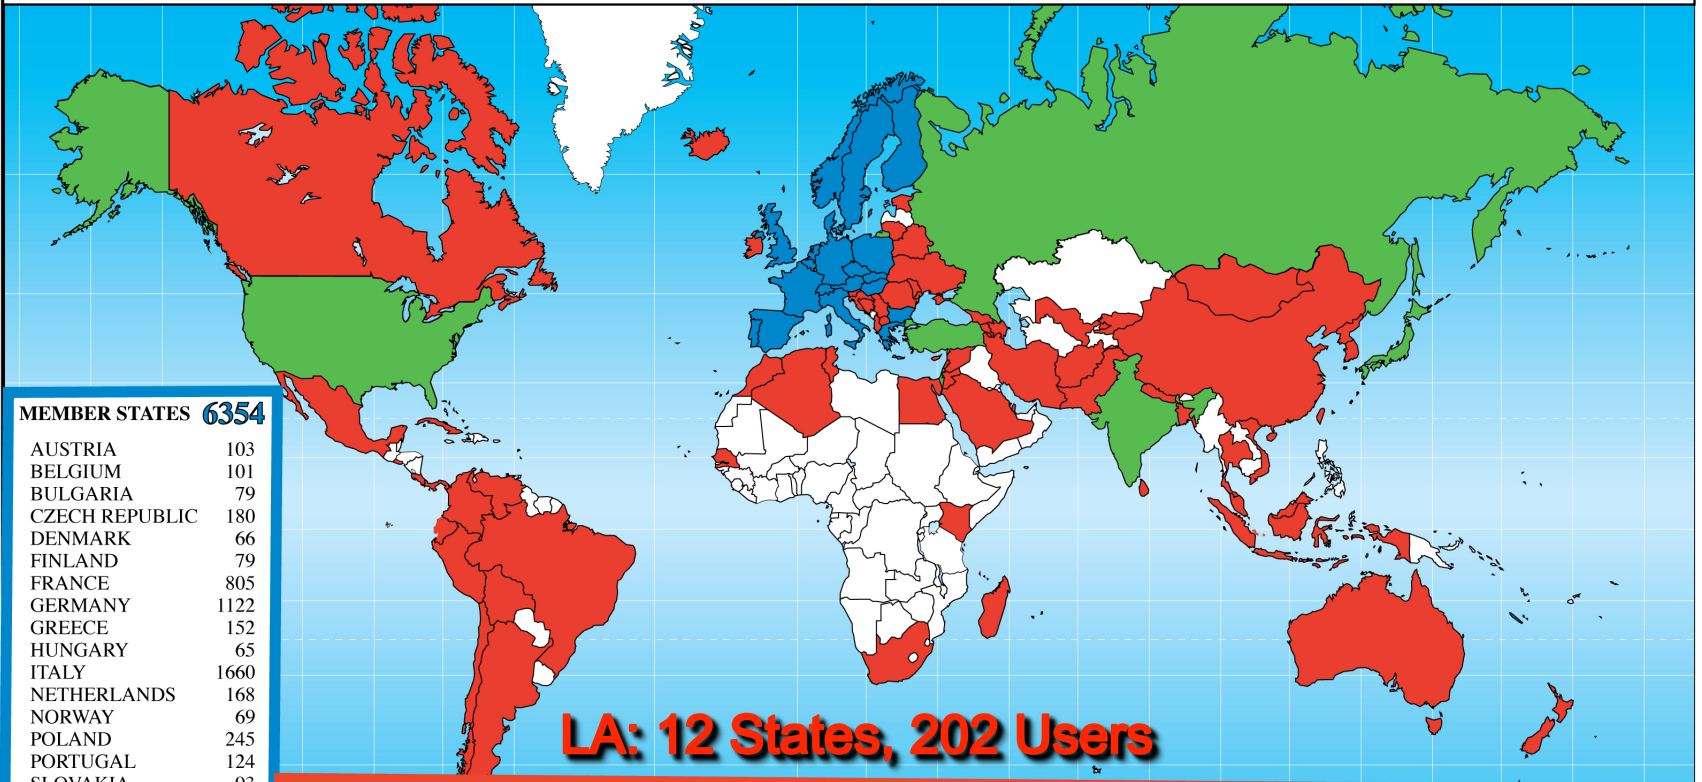 MEMBER STATES 6354
AUSTRIA 103
BELGIUM 101
BULGARIA 79
CZECH REPUBLIC 180
DENMARK 66
FINLAND 79
FRANCE 805
GERMANY 1122
GREECE 152
HUNGARY 65
ITALY 1660
NETHERLANDS 168
NORWAY 69
POLAND 245
PORTUGAL 124
SLOVAKIA 93
LA: 12 States, 202 Users